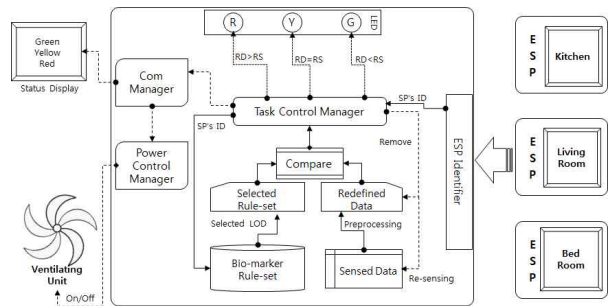 R
Y
G
LED
RD>RS
RD=RS
RD<RS
Green
Yellow
Red
Status Display
Com
Manager
Task Control Manager
SP's ID
SP's ID
Remove
Power
Control
Manager
Compare
Selected
Rule-set
Redefined
Data
Selected LOD
Preprocessing
Bio-marker
Rule-set
Sensed Data
Re-sensing
ESP Identifier
Ventilating
Unit
On/Off
E
S
P
Kitchen
E
S
P
Living
Room
E
S
P
Bed
Room